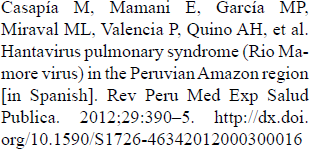 Casapía M, Mamani E, García MP,
Miraval ML, Valencia P, Quino AH, et al.
Hantavirus pulmonary syndrome (Rio Ma-
more virus) in the Peruvian Amazon region
[in Spanish]. Rev Peru Med Exp Salud
Publica. 2012;29:390–5. http://dx.doi.
org/10.1590/S1726-46342012000300016